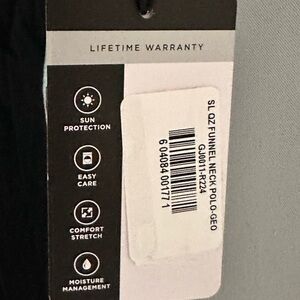 LIFETIME WARRANTY
SUN
PROTECTION
EASY
CARE
COMFORT
STRETCH
MOISTURE
MANAGEMENT
SL QZ FUNNEL NECK POLO-GEO
GJ0011-R224
6 04084 00177 1